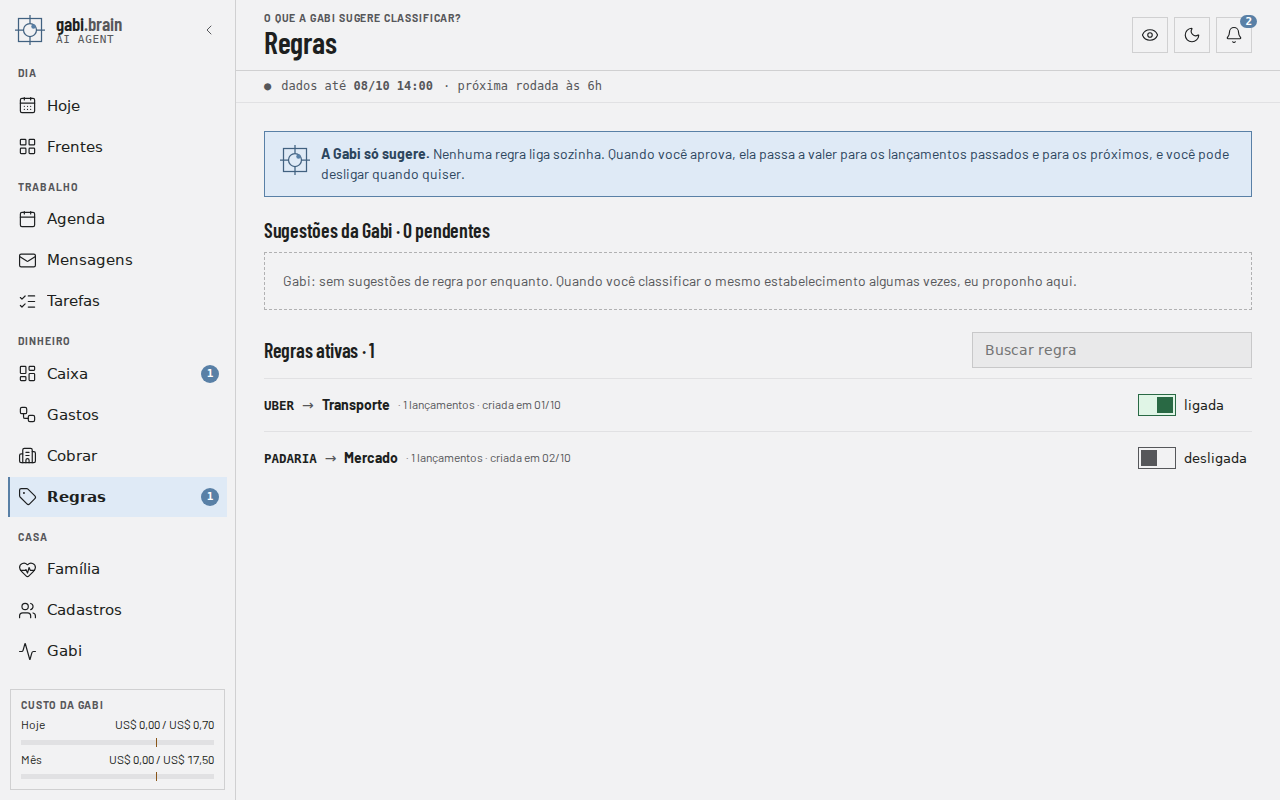 gabi.brain
AI AGENT
DIA
Hoje
Frentes
TRABALHO
Agenda
Mensagens
Tarefas
DINHEIRO
Caixa 1
Gastos
Cobrar
Regras 1
CASA
Família
Cadastros
Gabi
CUSTO DA GABI
Hoje US$ 0,00 / US$ 0,70
Mês US$ 0,00 / US$ 17,50
O QUE A GABI SUGERE CLASSIFICAR?
Regras
2
● dados até 08/10 14:00 · próxima rodada às 6h
A Gabi só sugere. Nenhuma regra liga sozinha. Quando você aprova, ela passa a valer para os lançamentos passados e para os próximos, e você pode
desligar quando quiser.
Sugestões da Gabi · 0 pendentes
Gabi: sem sugestões de regra por enquanto. Quando você classificar o mesmo estabelecimento algumas vezes, eu proponho aqui.
Regras ativas · 1
Buscar regra
UBER → Transporte · 1 lançamentos · criada em 01/10 ligada
PADARIA → Mercado · 1 lançamentos · criada em 02/10 desligada